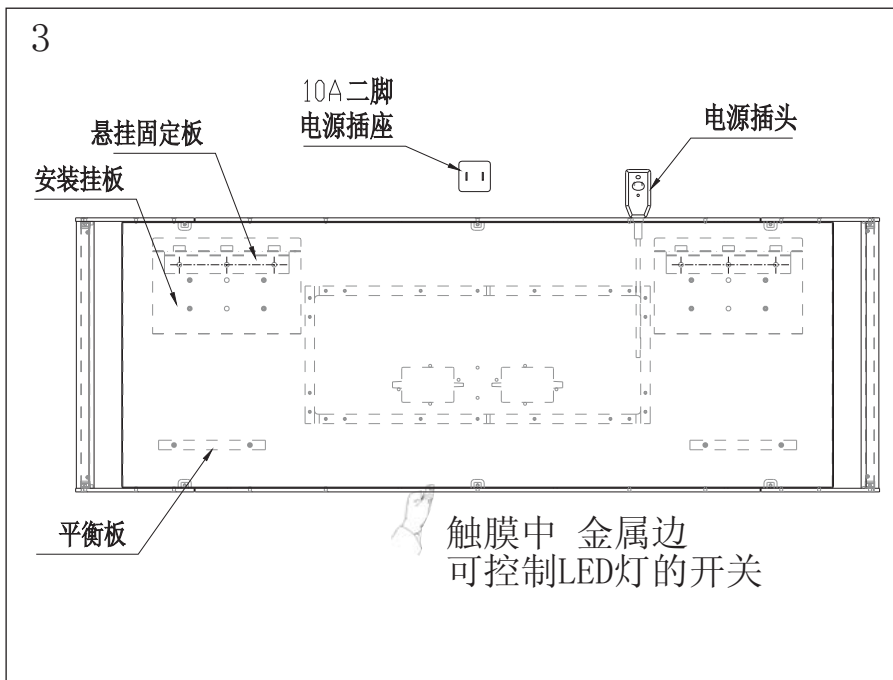 3
10A二脚
电源插座
电源插头
悬挂固定板
安装挂板
平衡板
触膜中 金属边
可控制LED灯的开关